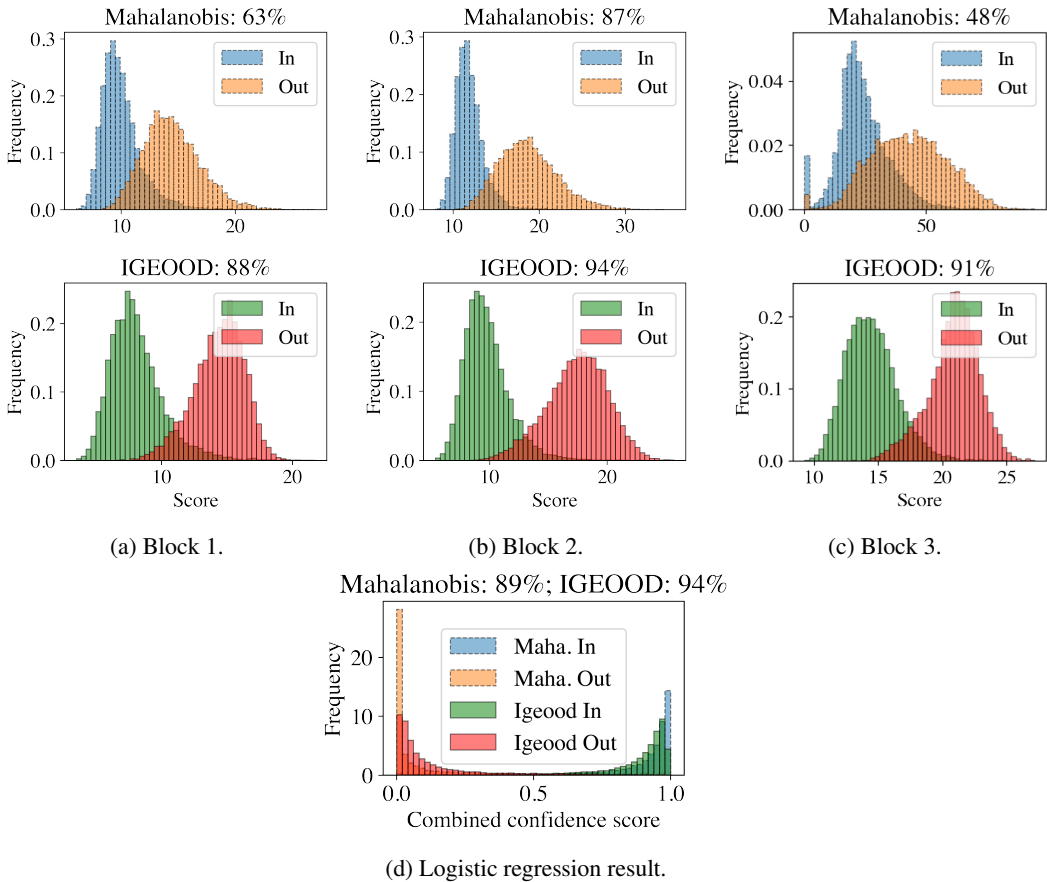 Mahalanobis: 63%
Frequency
0.3
0.2
0.1
0.0
10
20
In
Out
Mahalanobis: 87%
Frequency
0.3
0.2
0.1
0.0
10
20
30
In
Out
Mahalanobis: 48%
Frequency
0.04
0.02
0.00
0
50
In
Out
IGEOOD: 88%
Frequency
0.2
0.1
0.0
10
20
In
Out
Score
IGEOOD: 94%
Frequency
0.2
0.1
0.0
10
20
In
Out
Score
IGEOOD: 91%
Frequency
0.2
0.1
0.0
10
15
20
25
In
Out
Score
(a) Block 1.
(b) Block 2.
(c) Block 3.
Mahalanobis: 89%; IGEOOD: 94%
Frequency
20
10
0
0.0
0.5
1.0
Maha. In
Maha. Out
Igeood In
Igeood Out
Combined confidence score
(d) Logistic regression result.